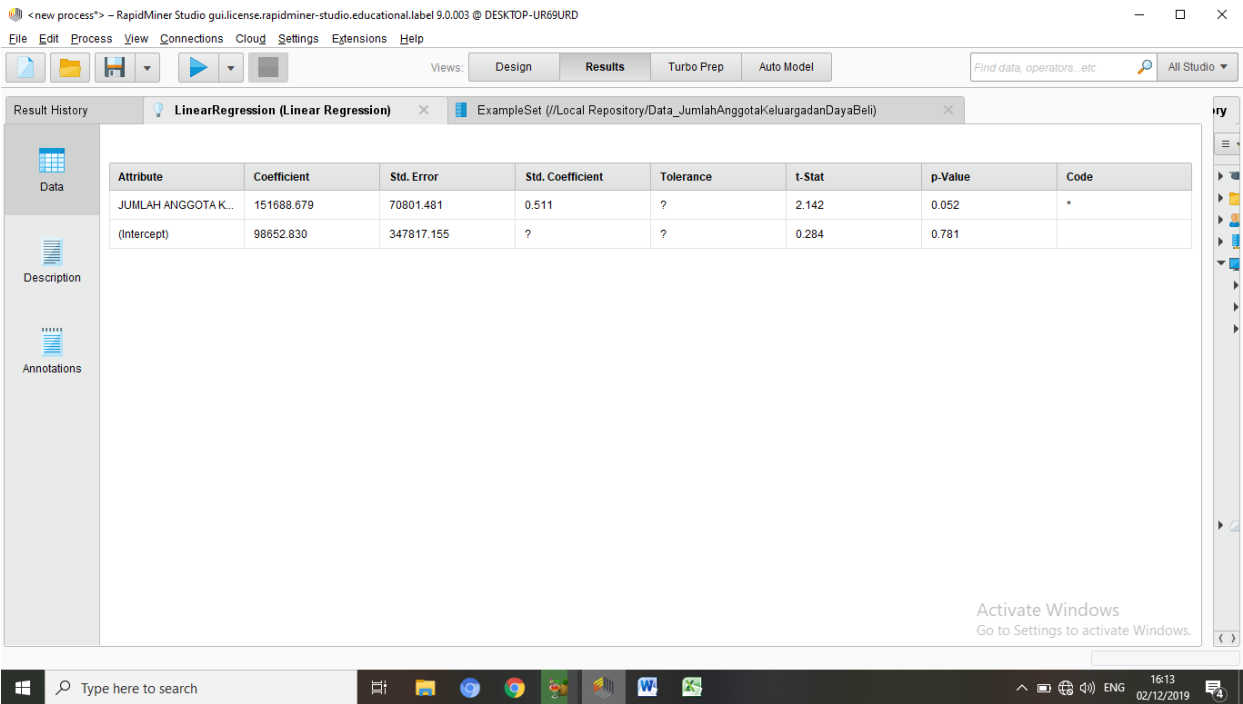 <new process*> – RapidMiner Studio gui.license.rapidminer-studio.educational.label 9.0.003 @ DESKTOP-UR69URD
File Edit Process View Connections Cloud Settings Extensions Help
Views: Design Results Turbo Prep Auto Model Find data, operators...etc All Studio
Result History LinearRegression (Linear Regression) ExampleSet (//Local Repository/Data_JumlahAnggotaKeluargadanDayaBeli) ry
Data
Description
Annotations
Attribute Coefficient Std. Error Std. Coefficient Tolerance t-Stat p-Value Code
JUMLAH ANGGOTA K... 151688.679 70801.481 0.511 ? 2.142 0.052 *
(Intercept) 98652.830 347817.155 ? ? 0.284 0.781
Activate Windows
Go to Settings to activate Windows.
Type here to search ENG 16:13
02/12/2019 4